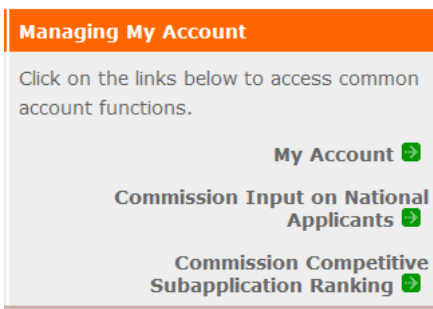 Managing My Account
Click on the links below to access common
account functions.
My Account
Commission Input on National
Applicants
Commission Competitive
Subapplication Ranking